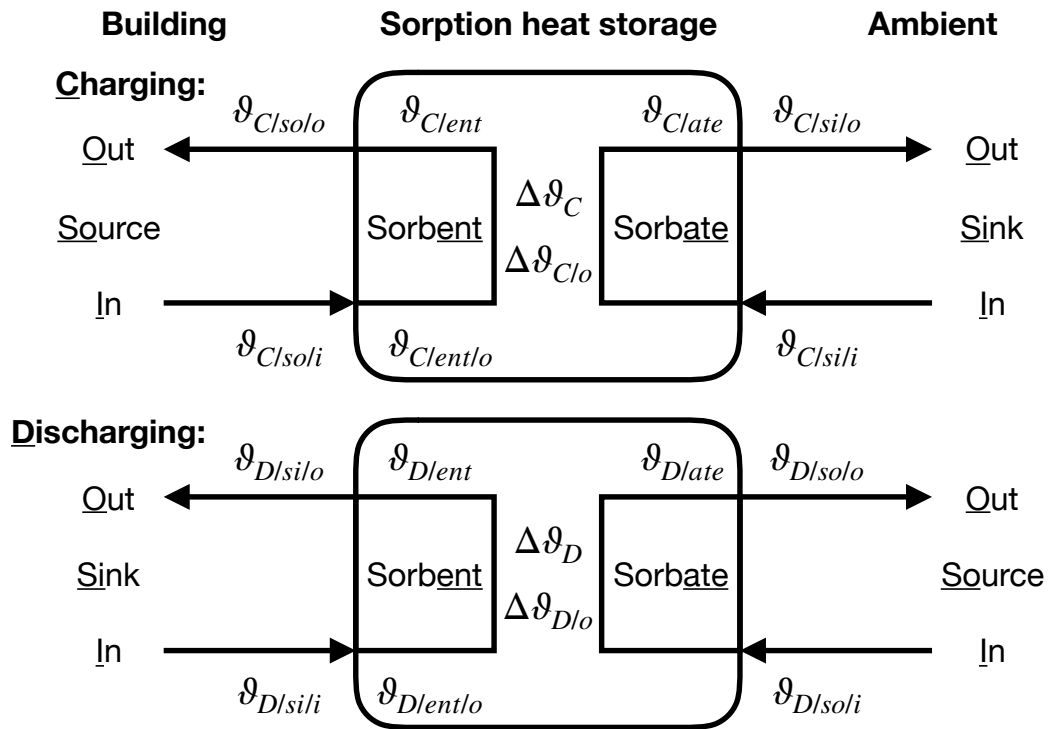 Building Sorption heat storage Ambient
Charging:
ϑC/so/o ϑC/ent ϑC/ate ϑC/si/o
Out Out
ΔϑC
Source Sorbent Sorbate Sink
ΔϑC/o
In In
ϑC/so/i ϑC/ent/o ϑC/si/i
Discharging:
ϑD/si/o ϑD/ent ϑD/ate ϑD/so/o
Out Out
ΔϑD
Sink Sorbent Sorbate Source
ΔϑD/o
In In
ϑD/si/i ϑD/ent/o ϑD/so/i